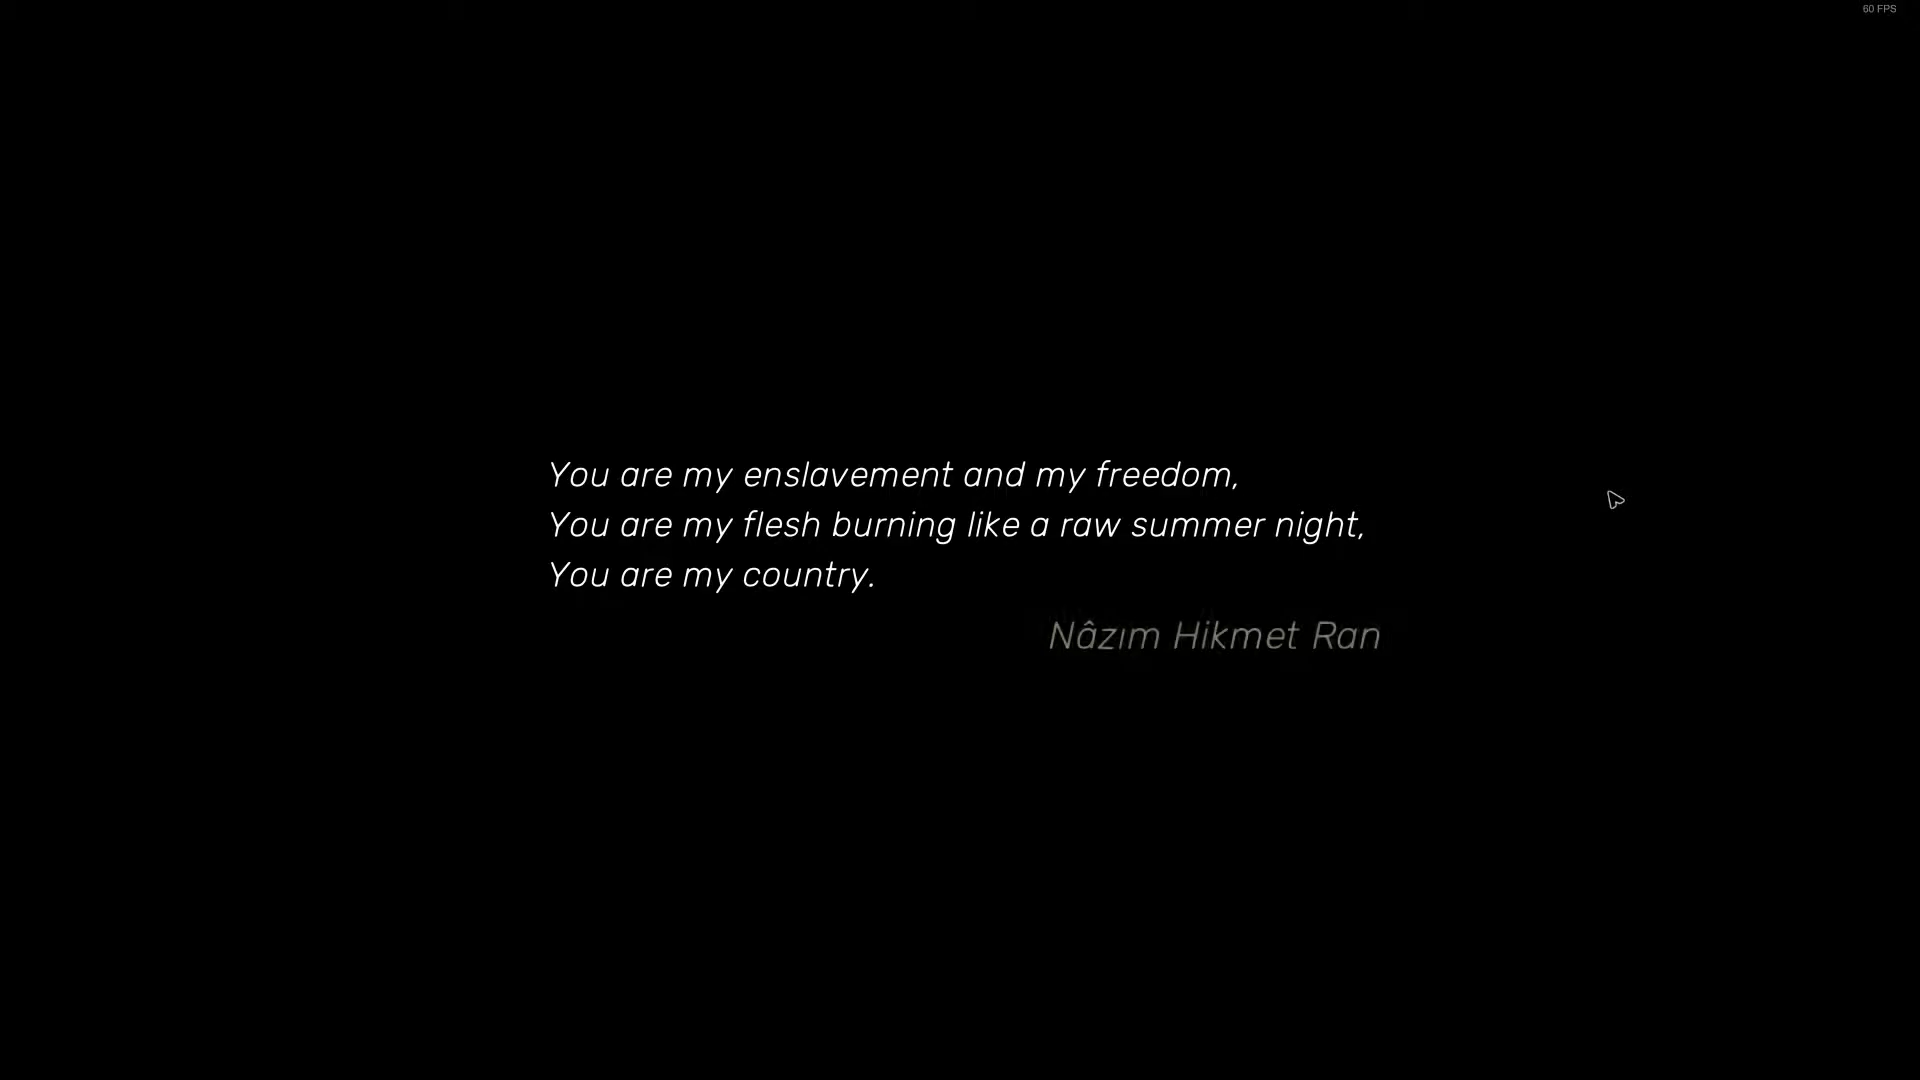 60 FPS
You are my enslavement and my freedom,
You are my flesh burning like a raw summer night,
You are my country.
Nâzım Hikmet Ran